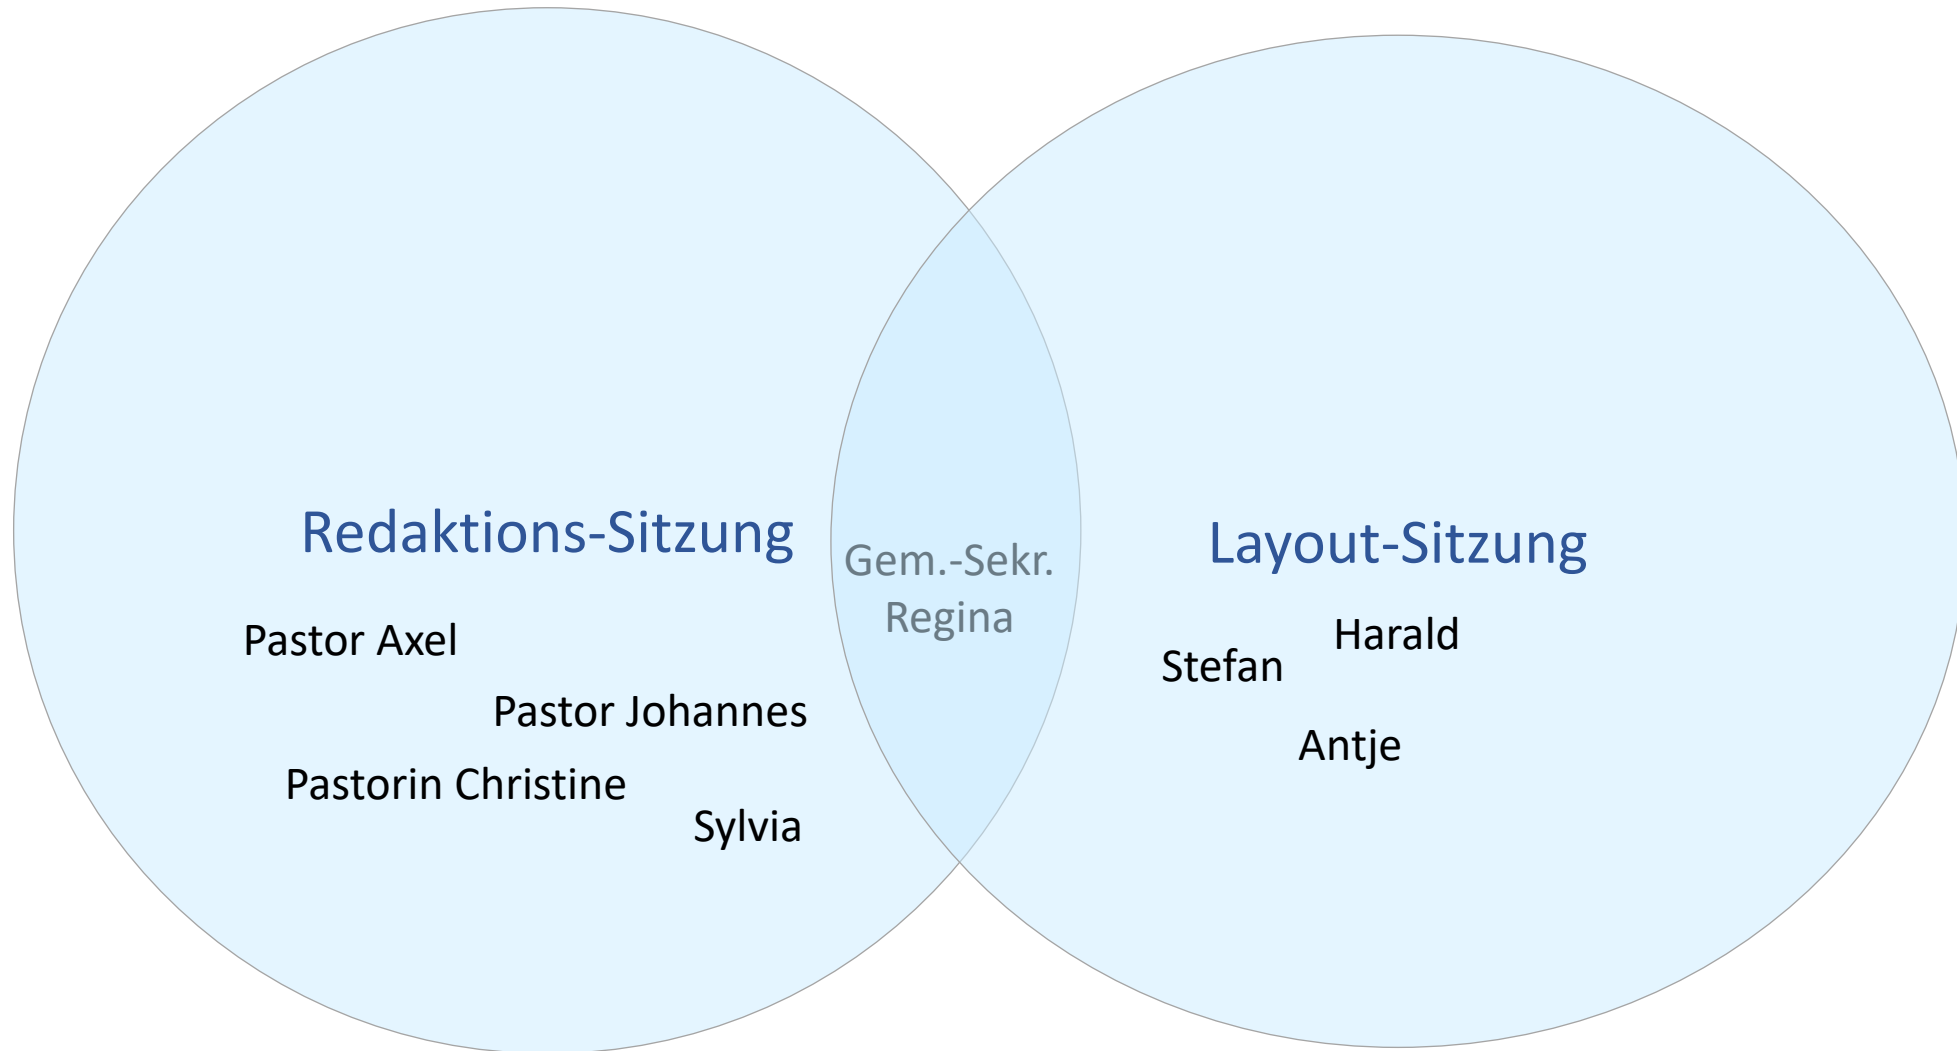 Redaktions-Sitzung
Pastor Axel
Pastor Johannes
Pastorin Christine
Sylvia
Gem.-Sekr.
Regina
Layout-Sitzung
Harald
Stefan
Antje